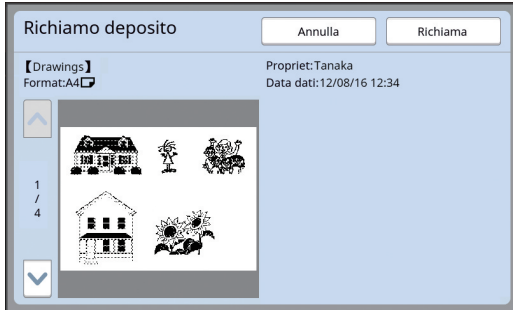 Richiamo deposito
Annulla
Richiama
【Drawings】
Format:A4
Propriet:Tanaka
Data dati:12/08/16 12:34
1
/
4